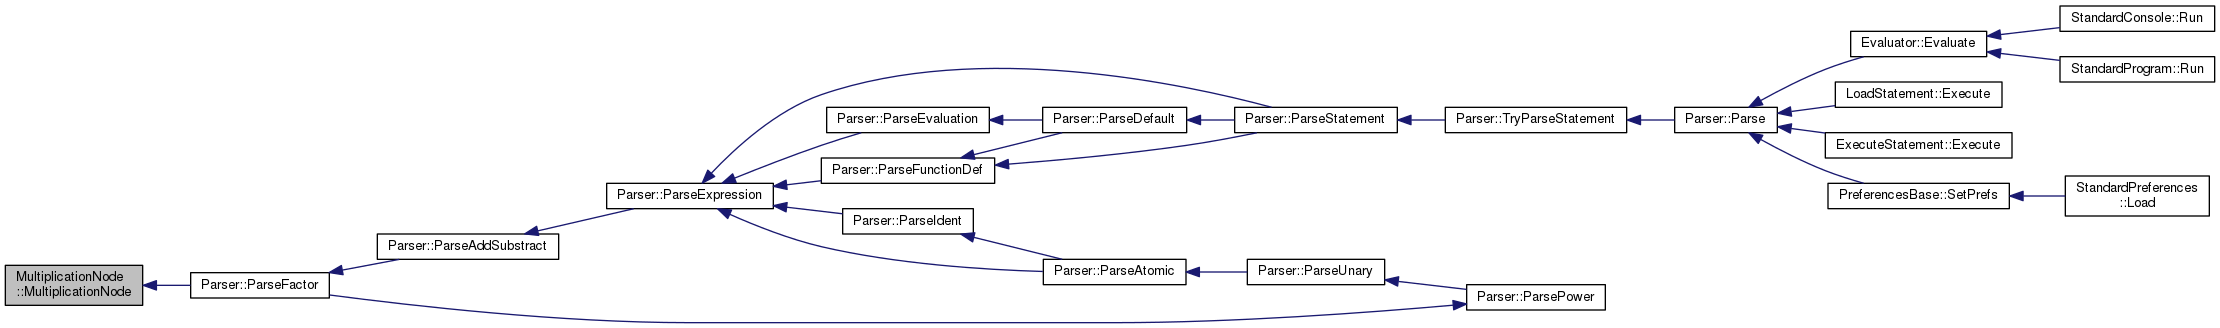 StandardConsole::Run
Evaluator::Evaluate
StandardProgram::Run
LoadStatement::Execute
Parser::ParseEvaluation
Parser::ParseDefault
Parser::ParseStatement
Parser::TryParseStatement
Parser::Parse
ExecuteStatement::Execute
Parser::ParseFunctionDef
Parser::ParseExpression
PreferencesBase::SetPrefs
StandardPreferences
::Load
Parser::ParseIdent
Parser::ParseAddSubstract
Parser::ParseAtomic
Parser::ParseUnary
MultiplicationNode
::MultiplicationNode
Parser::ParseFactor
Parser::ParsePower